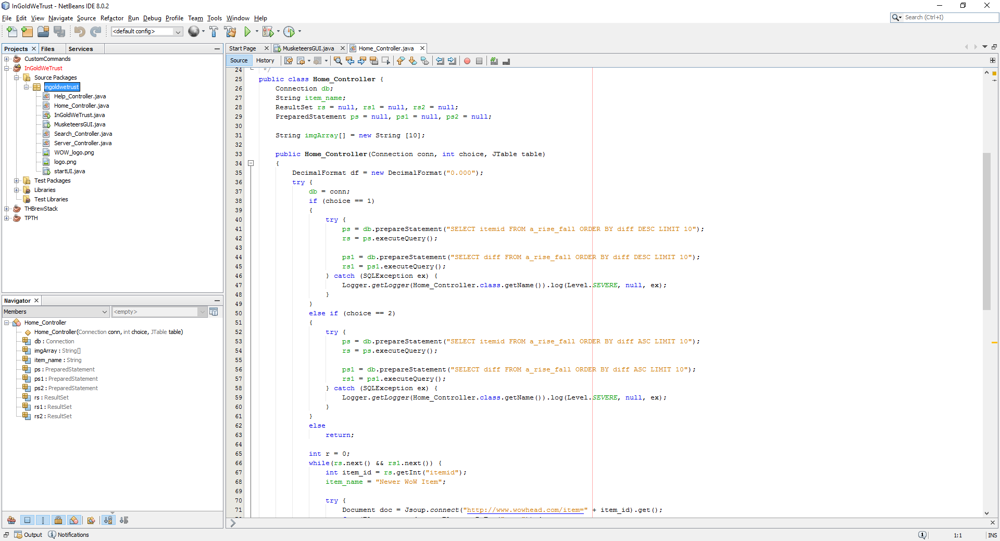 InGoldWeTrust - NetBeans IDE 8.0.2
File Edit View Navigate Source Refactor Run Debug Profile Team Tools Window Help
Search (Ctrl+I)
<default config>
Projects Files Services
CustomCommands
InGoldWeTrust
Source Packages
ingoldwetrust
Help_Controller.java
Home_Controller.java
InGoldWeTrust.java
MusketeersGUI.java
Search_Controller.java
Server_Controller.java
WOW_logo.png
logo.png
startUI.java
Test Packages
Libraries
Test Libraries
THBrewStack
TPTH
Navigator
Members <empty>
Home_Controller
Home_Controller(Connection conn, int choice, JTable table)
db : Connection
imgArray : String[]
item_name : String
ps : PreparedStatement
ps1 : PreparedStatement
ps2 : PreparedStatement
rs : ResultSet
rs1 : ResultSet
rs2 : ResultSet
Start Page MusketeersGUI.java Home_Controller.java
Source History
24 */
25 public class Home_Controller {
26 Connection db;
27 String item_name;
28 ResultSet rs = null, rs1 = null, rs2 = null;
29 PreparedStatement ps = null, ps1 = null, ps2 = null;
30
31 String imgArray[] = new String [10];
32
33 public Home_Controller(Connection conn, int choice, JTable table)
34 {
35 DecimalFormat df = new DecimalFormat("0.000");
36 try {
37 db = conn;
38 if (choice == 1)
39 {
40 try {
41 ps = db.prepareStatement("SELECT itemid FROM a_rise_fall ORDER BY diff DESC LIMIT 10");
42 rs = ps.executeQuery();
43
44 ps1 = db.prepareStatement("SELECT diff FROM a_rise_fall ORDER BY diff DESC LIMIT 10");
45 rs1 = ps1.executeQuery();
46 } catch (SQLException ex) {
47 Logger.getLogger(Home_Controller.class.getName()).log(Level.SEVERE, null, ex);
48 }
49 }
50 else if (choice == 2)
51 {
52 try {
53 ps = db.prepareStatement("SELECT itemid FROM a_rise_fall ORDER BY diff ASC LIMIT 10");
54 rs = ps.executeQuery();
55
56 ps1 = db.prepareStatement("SELECT diff FROM a_rise_fall ORDER BY diff ASC LIMIT 10");
57 rs1 = ps1.executeQuery();
58 } catch (SQLException ex) {
59 Logger.getLogger(Home_Controller.class.getName()).log(Level.SEVERE, null, ex);
60 }
61 }
62 else
63 return;
64
65 int r = 0;
66 while(rs.next() && rs1.next()) {
67 int item_id = rs.getInt("itemid");
68 item_name = "Newer WoW Item";
69
70 try {
71 Document doc = Jsoup.connect("http://www.wowhead.com/item=" + item_id).get();
Output Notifications
1
1:1 INS